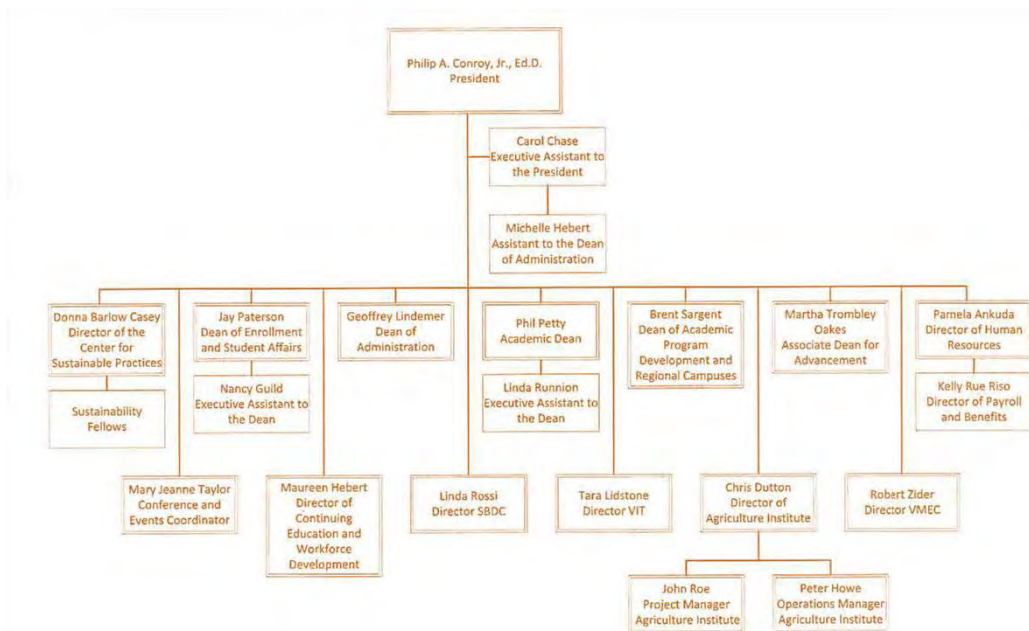 Philip A. Conroy, Jr., Ed.D.
President
Carol Chase
Executive Assistant to
the President
Michelle Hebert
Assistant to the Dean
of Administration
Donna Barlow Casey
Director of the
Center for
Sustainable Practices
Jay Paterson
Dean of Enrollment
and Student Affairs
Geoffrey Lindemer
Dean of
Administration
Phil Petty
Academic Dean
Brent Sargent
Dean of Academic
Program
Development and
Regional Campuses
Martha Trombley
Oakes
Associate Dean for
Advancement
Pamela Ankuda
Director of Human
Resources
Sustainability
Fellows
Nancy Guild
Executive Assistant to
the Dean
Linda Runnion
Executive Assistant to
the Dean
Kelly Rue Riso
Director of Payroll
and Benefits
Mary Jeanne Taylor
Conference and
Events Coordinator
Maureen Hebert
Director of
Continuing
Education and
Workforce
Development
Linda Rossi
Director SBDC
Tara Lidstone
Director VIT
Chris Dutton
Director of
Agriculture Institute
Robert Zider
Director VMEC
John Roe
Project Manager
Agriculture Institute
Peter Howe
Operations Manager
Agriculture Institute